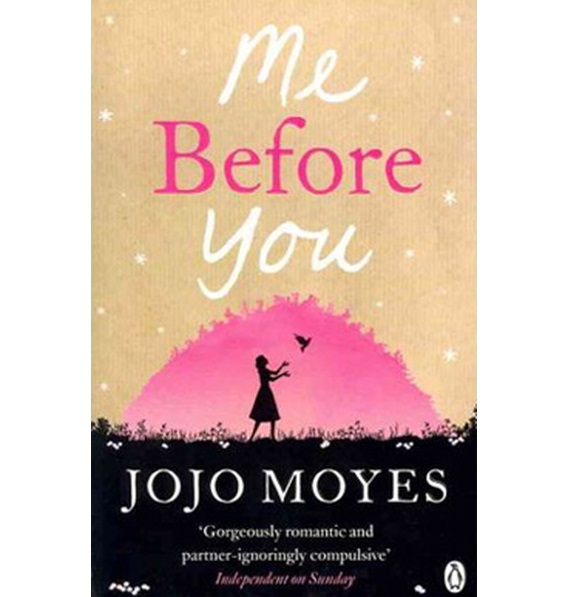 Me
Before
you
JOJO MOYES
‘Gorgeously romantic and
partner-ignoringly compulsive’
Independent on Sunday